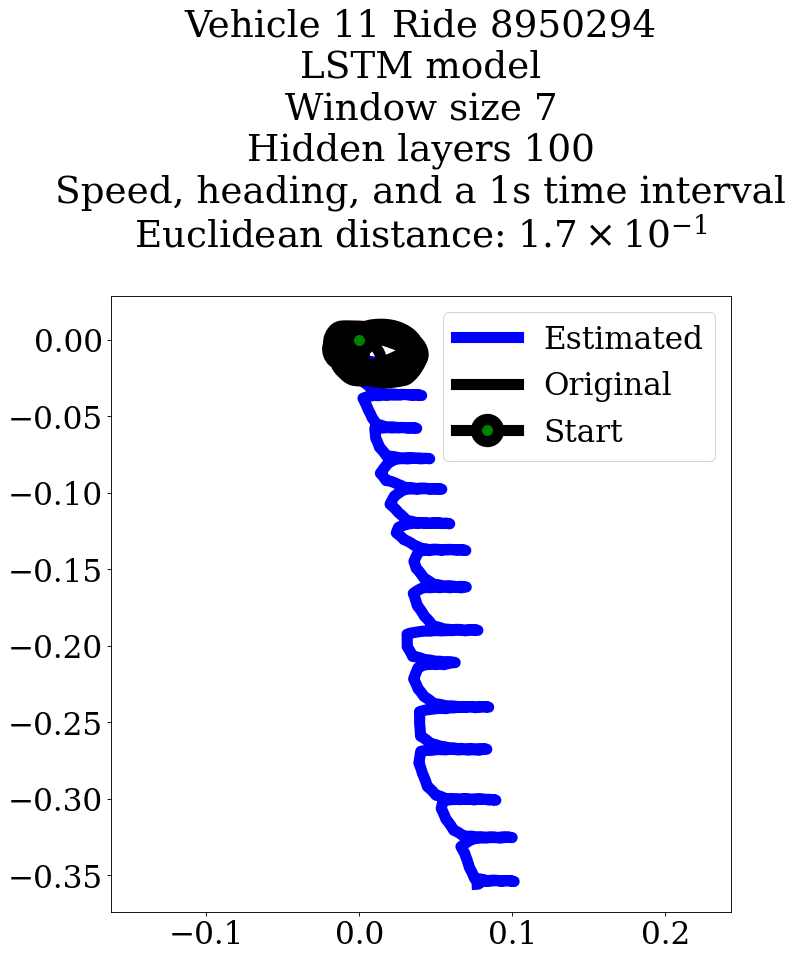 Vehicle 11 Ride 8950294
LSTM model
Window size 7
Hidden layers 100
Speed, heading, and a 1s time interval
Euclidean distance: 1.7 × 10⁻¹
Estimated
Original
Start
0.00
−0.05
−0.10
−0.15
−0.20
−0.25
−0.30
−0.35
−0.1 0.0 0.1 0.2